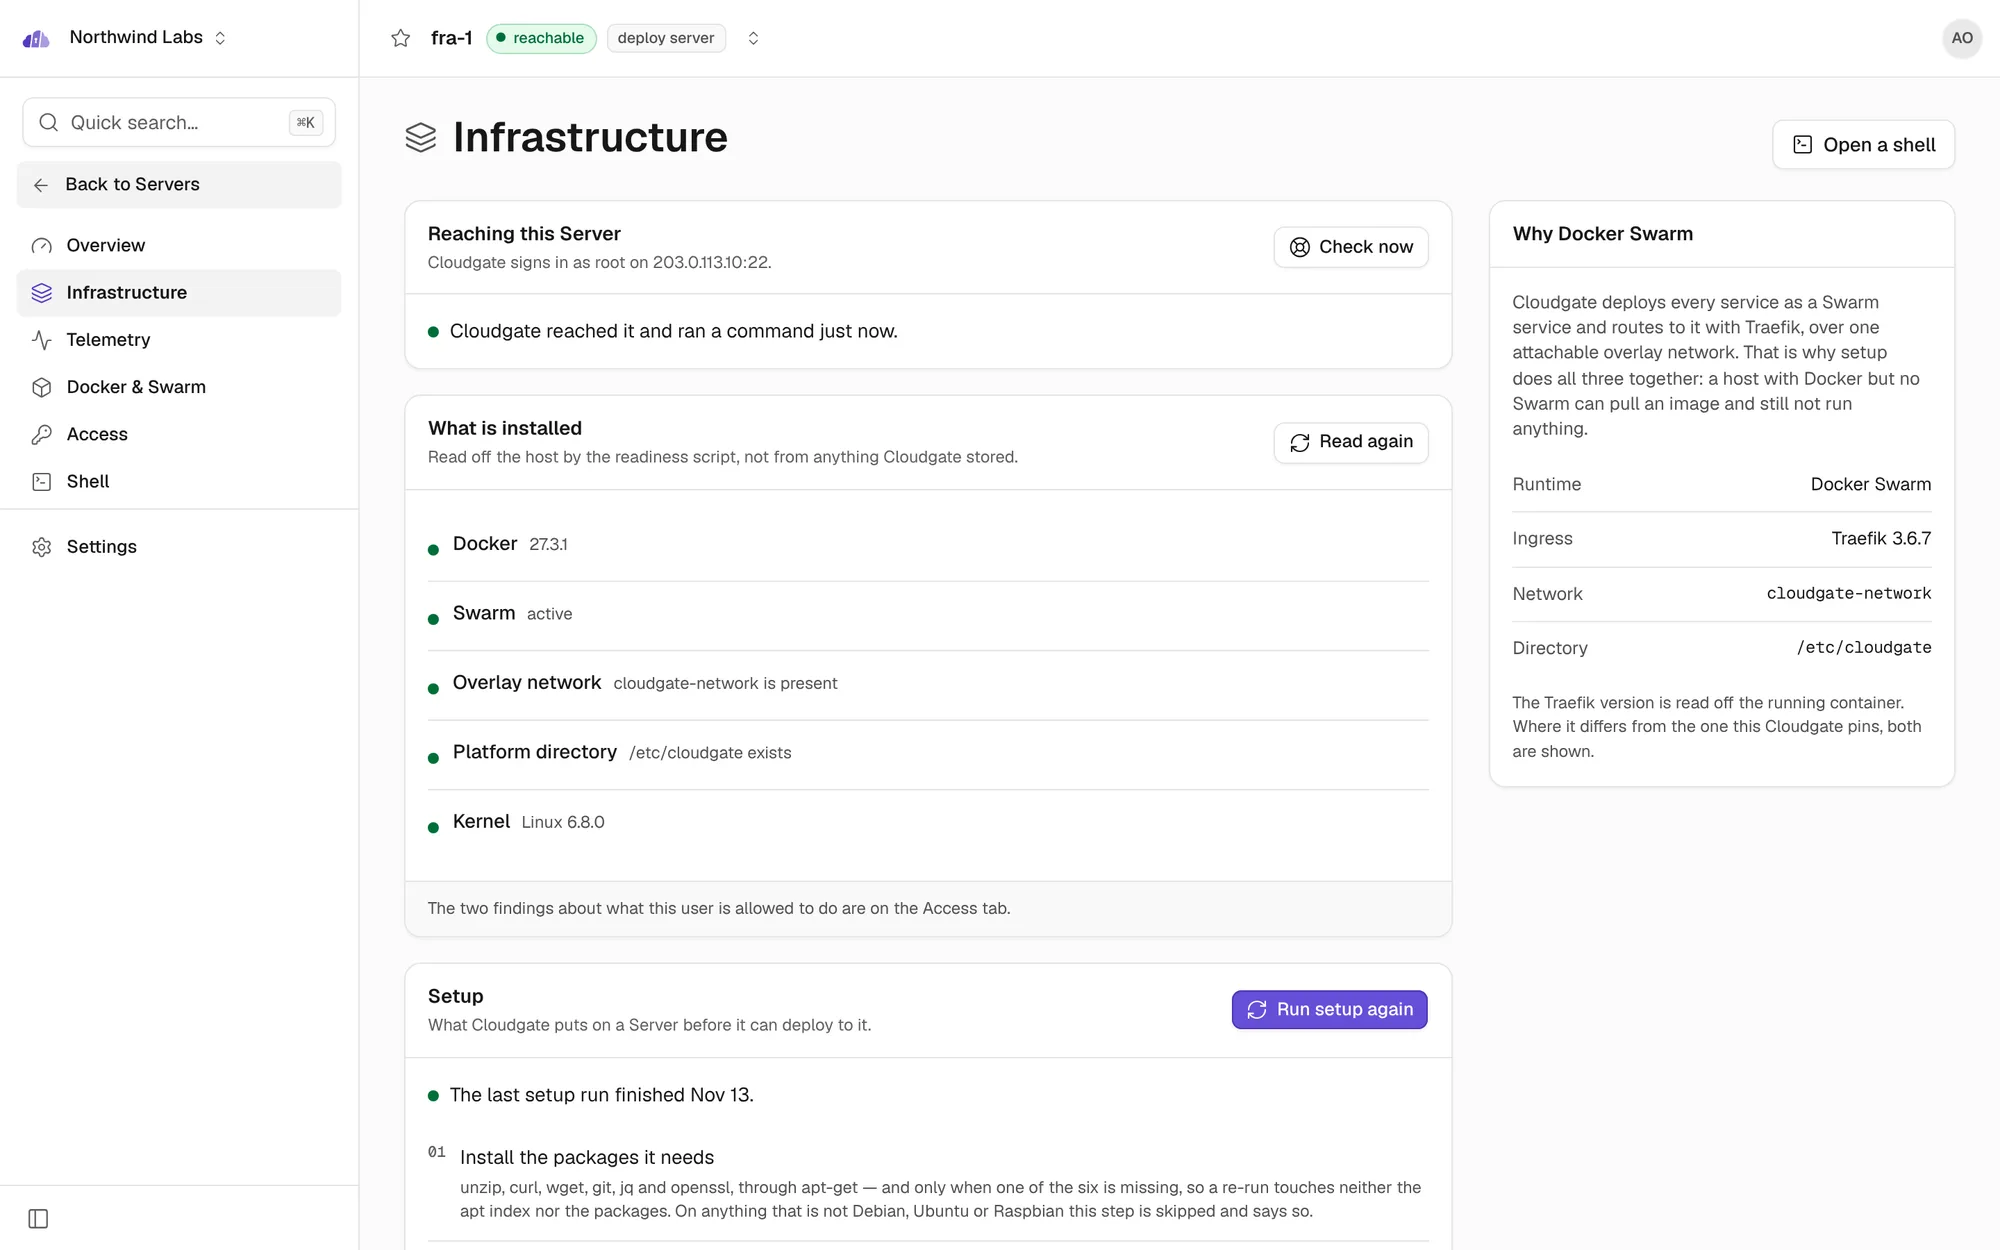 Northwind Labs
fra-1
reachable
deploy server
AO
Quick search...
⌘K
Back to Servers
Overview
Infrastructure
Telemetry
Docker & Swarm
Access
Shell
Settings
Infrastructure
Open a shell
Reaching this Server
Cloudgate signs in as root on 203.0.113.10:22.
Check now
Cloudgate reached it and ran a command just now.
What is installed
Read off the host by the readiness script, not from anything Cloudgate stored.
Read again
Docker 27.3.1
Swarm active
Overlay network cloudgate-network is present
Platform directory /etc/cloudgate exists
Kernel Linux 6.8.0
The two findings about what this user is allowed to do are on the Access tab.
Setup
What Cloudgate puts on a Server before it can deploy to it.
Run setup again
The last setup run finished Nov 13.
01 Install the packages it needs
unzip, curl, wget, git, jq and openssl, through apt-get — and only when one of the six is missing, so a re-run touches neither the
apt index nor the packages. On anything that is not Debian, Ubuntu or Raspbian this step is skipped and says so.
Why Docker Swarm
Cloudgate deploys every service as a Swarm
service and routes to it with Traefik, over one
attachable overlay network. That is why setup
does all three together: a host with Docker but no
Swarm can pull an image and still not run
anything.
Runtime Docker Swarm
Ingress Traefik 3.6.7
Network cloudgate-network
Directory /etc/cloudgate
The Traefik version is read off the running container.
Where it differs from the one this Cloudgate pins, both
are shown.